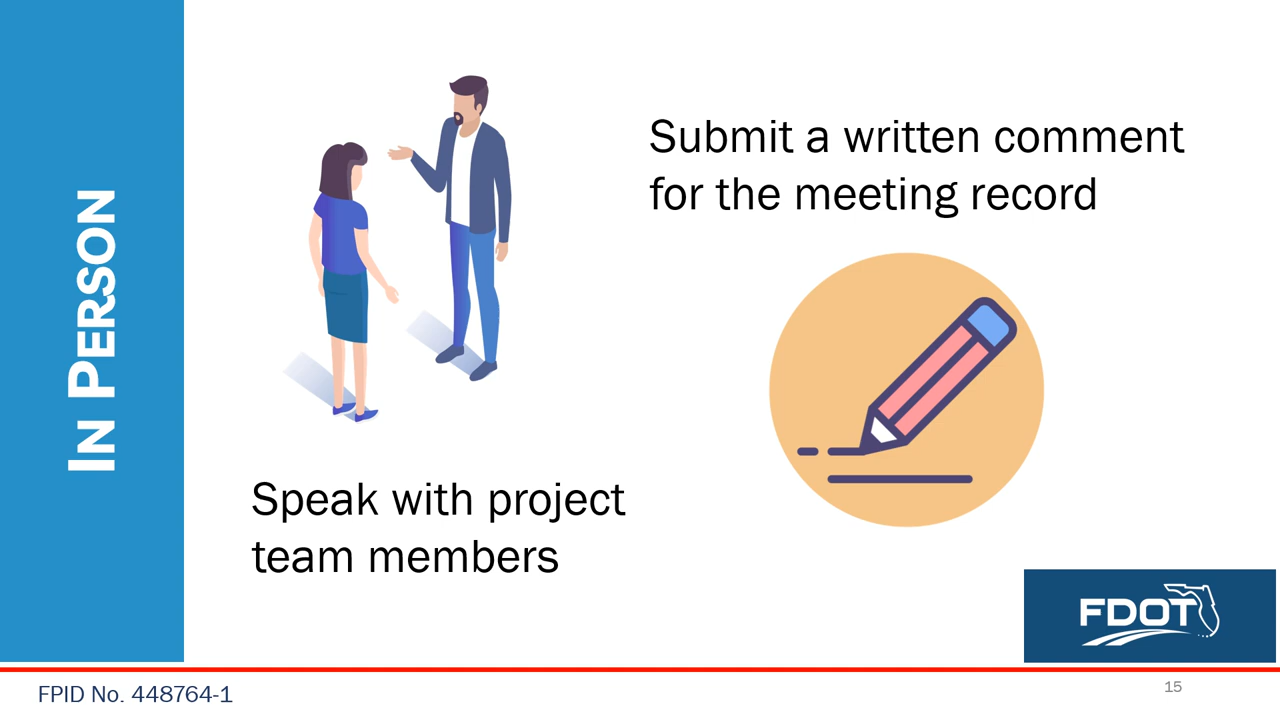 IN PERSON
Submit a written comment
for the meeting record
Speak with project
team members
FDOT
FPID No. 448764-1
15